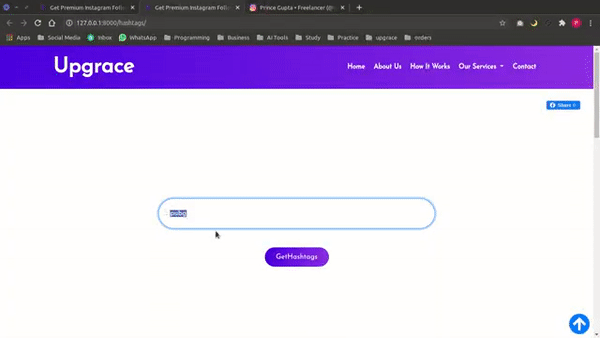 Get Premium Instagram Follo
Get Premium Instagram Follo
Prince Gupta • Freelancer (@
127.0.0.1:9000/hashtags/
Apps
Social Media
Inbox
WhatsApp
Programming
Business
AI Tools
Study
Practice
upgrace
orders
Upgrace
Home
About Us
How It Works
Our Services
Contact
Share 0
GetHashtags